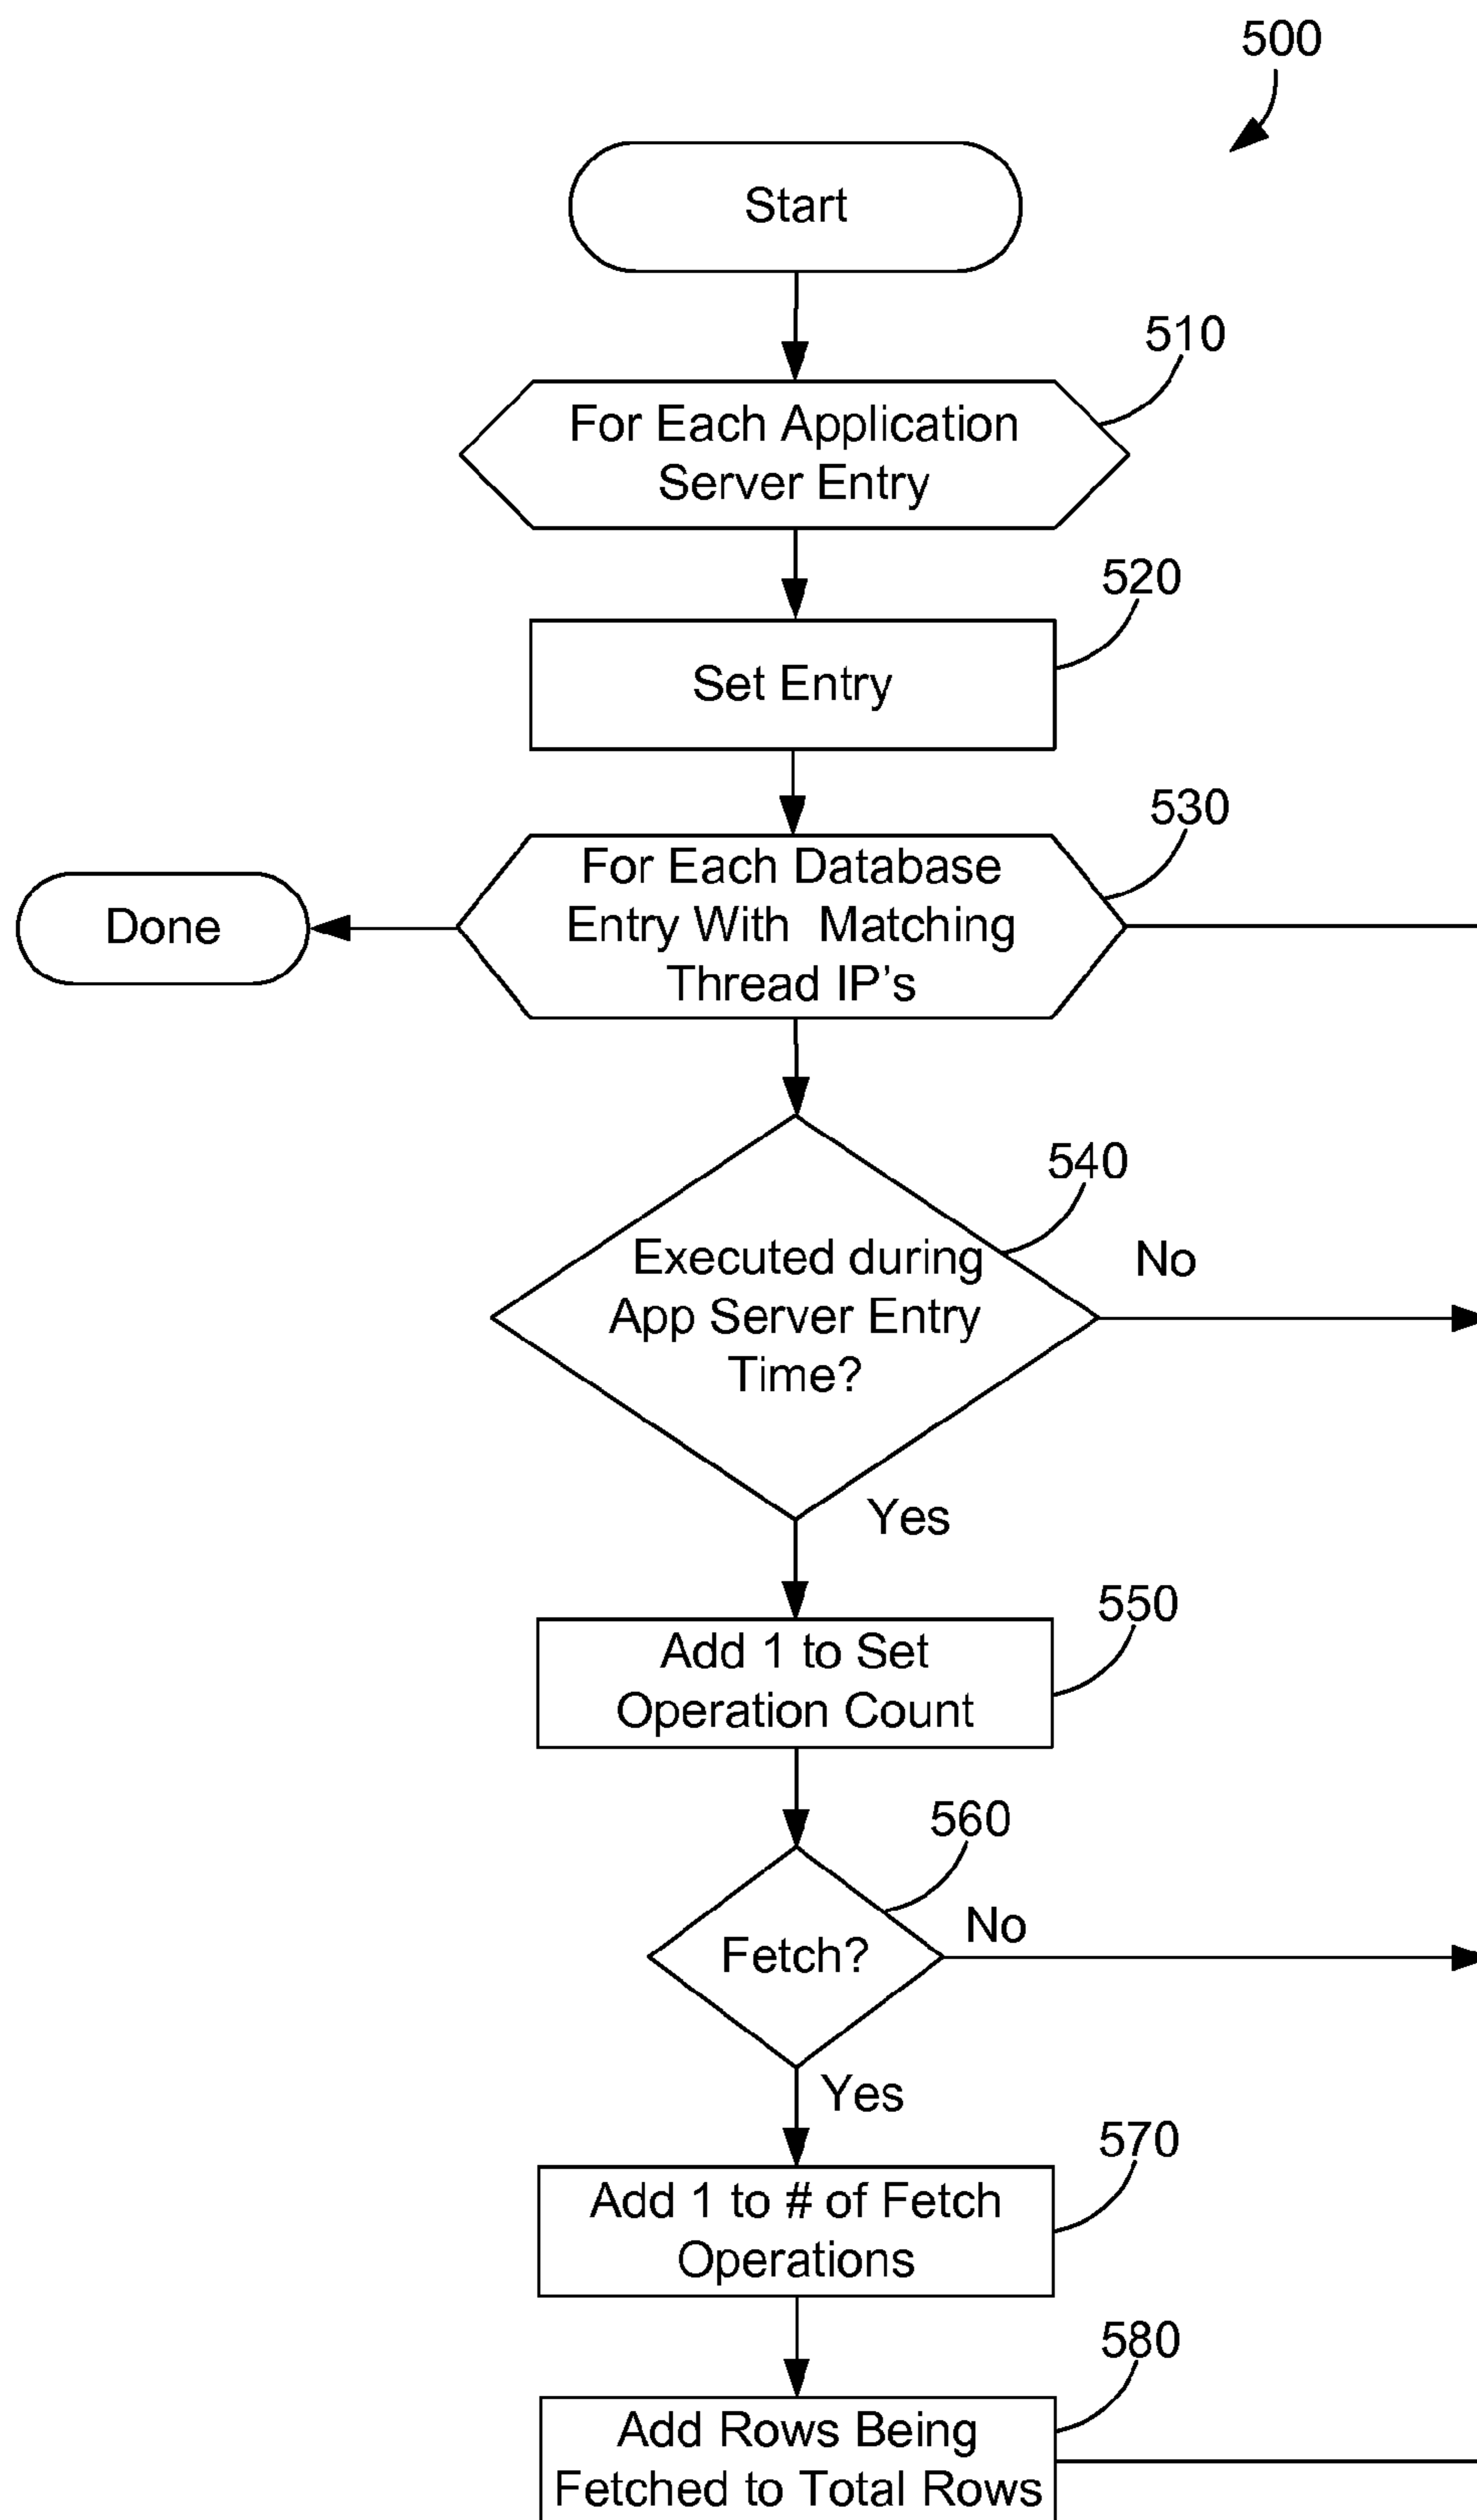 500
Start
510
For Each Application
Server Entry
520
Set Entry
530
For Each Database
Entry With Matching
Thread IP's
Done
540
Executed during
App Server Entry
Time?
No
Yes
550
Add 1 to Set
Operation Count
560
Fetch?
No
Yes
570
Add 1 to # of Fetch
Operations
580
Add Rows Being
Fetched to Total Rows